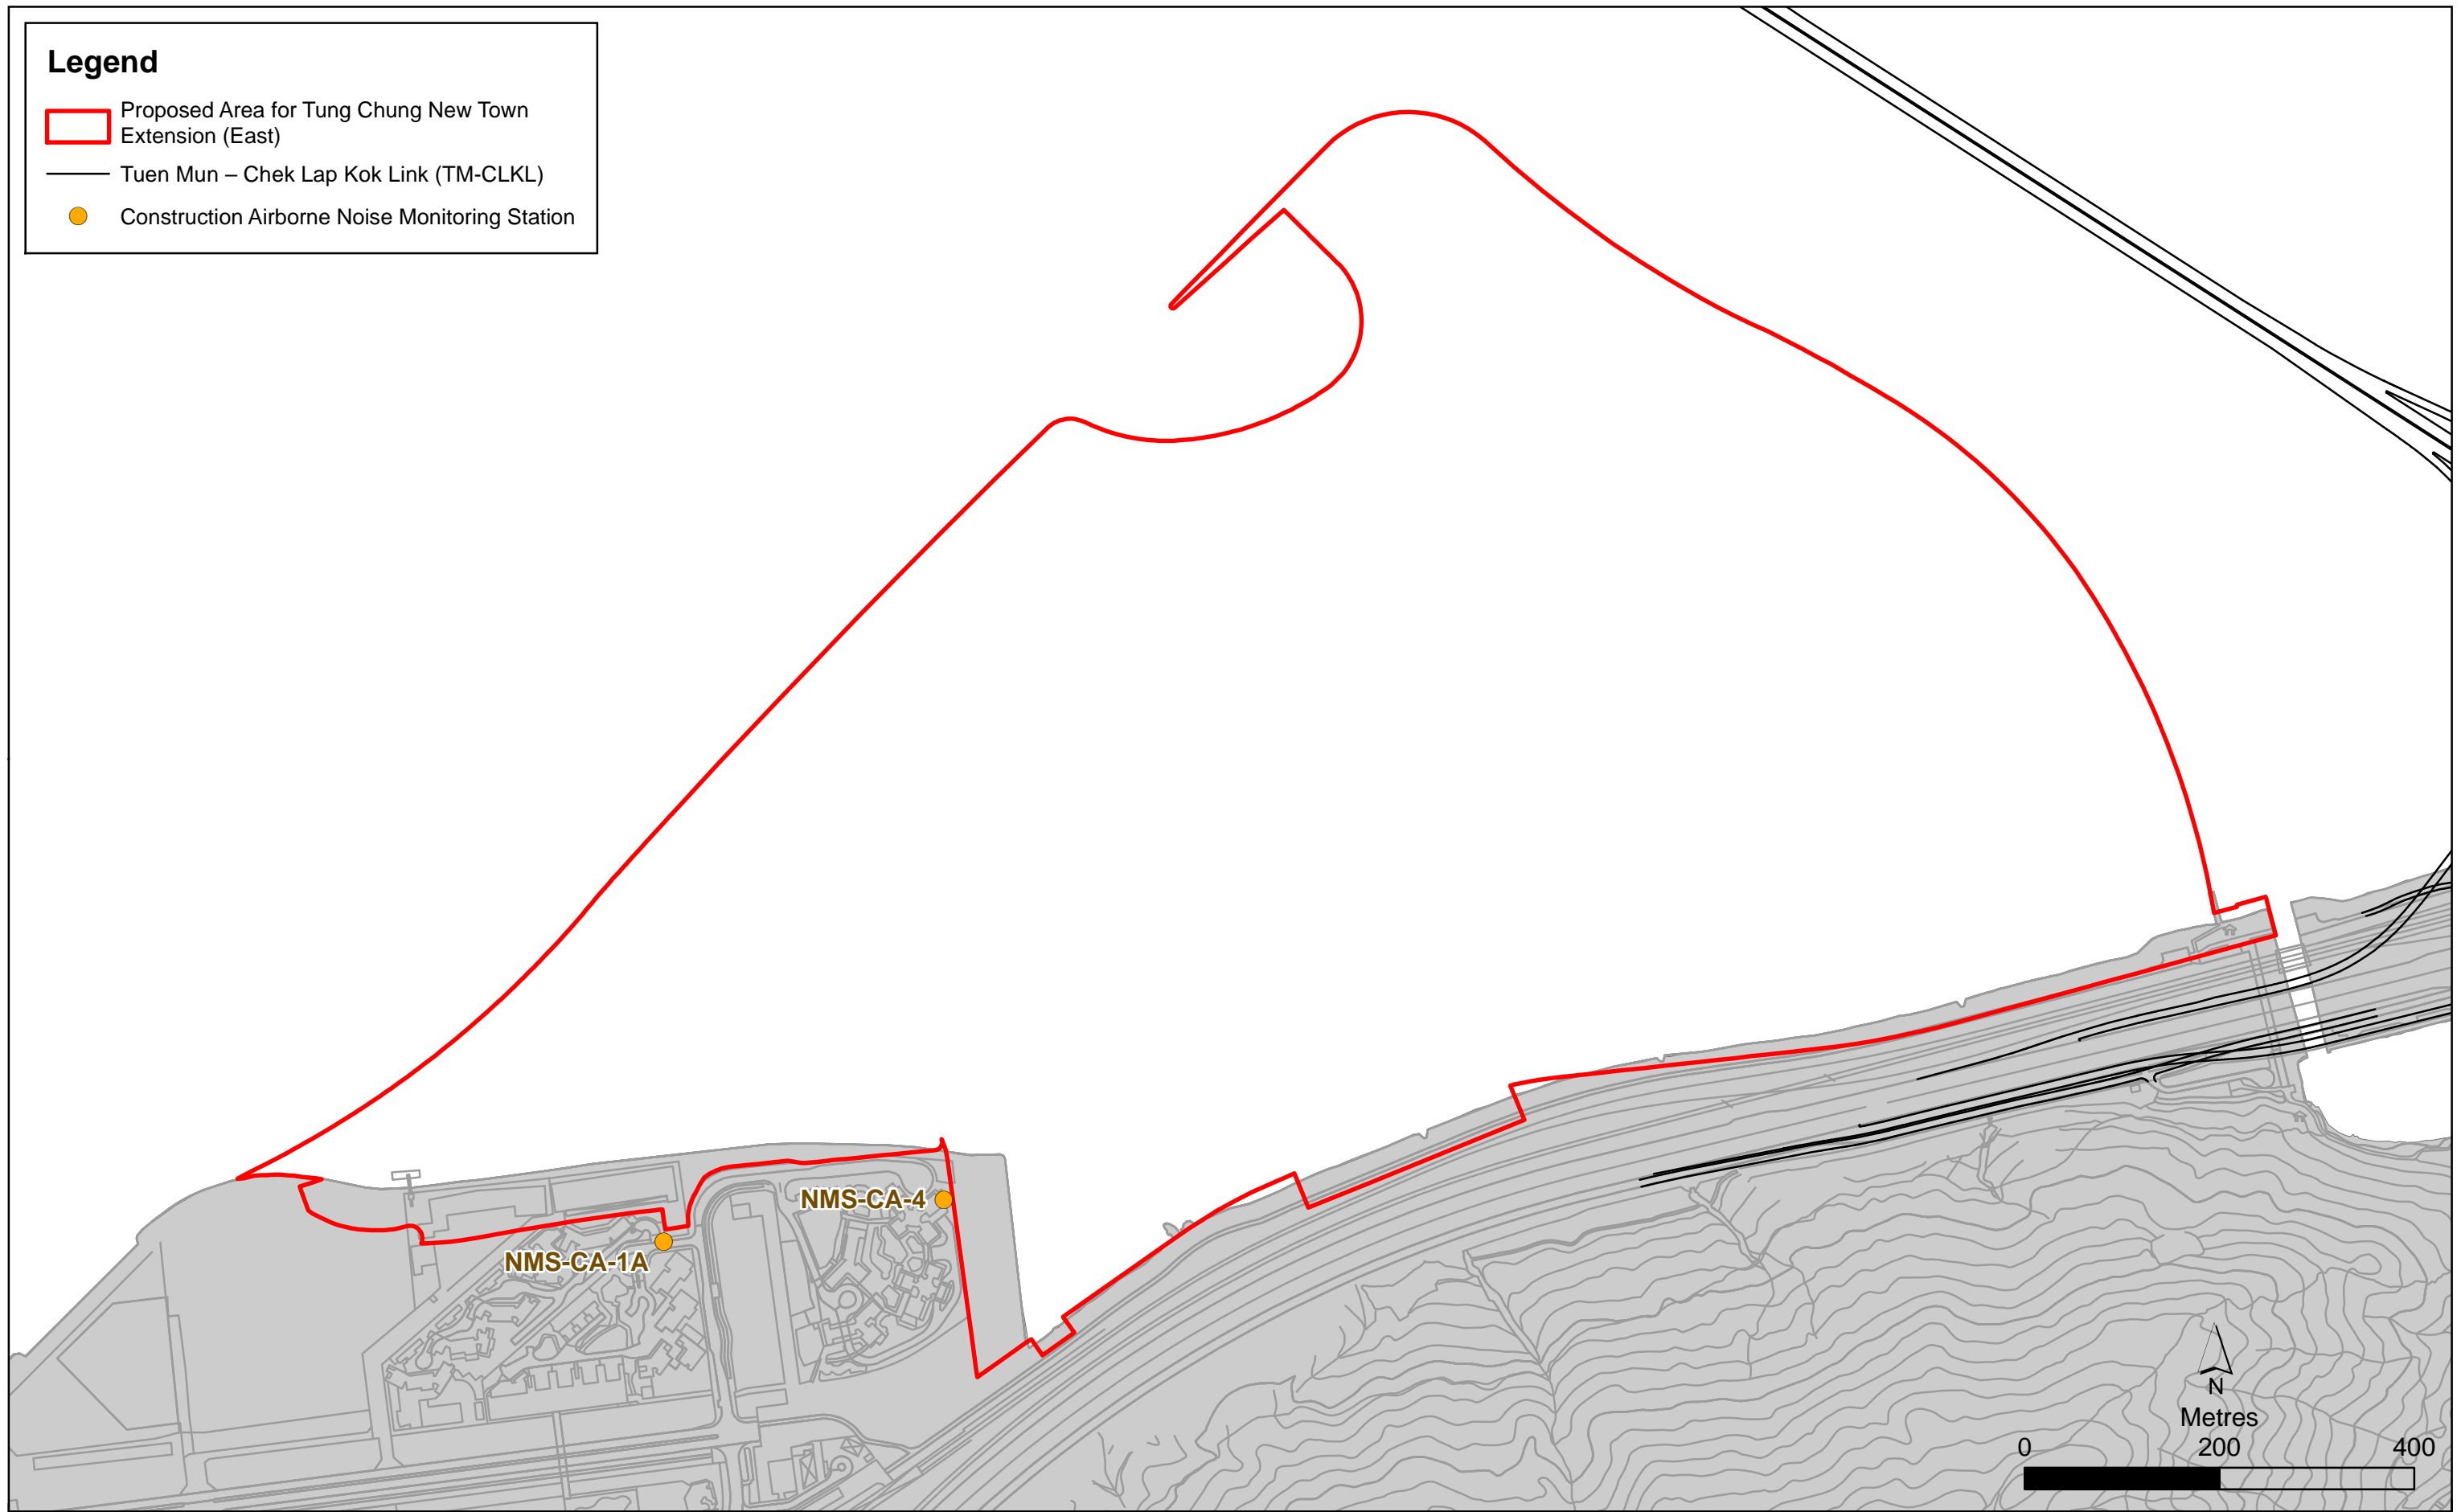 Legend
Proposed Area for Tung Chung New Town
Extension (East)
Tuen Mun – Chek Lap Kok Link (TM-CLKL)
Construction Airborne Noise Monitoring Station
NMS-CA-4
NMS-CA-1A
N
Metres
0 200 400